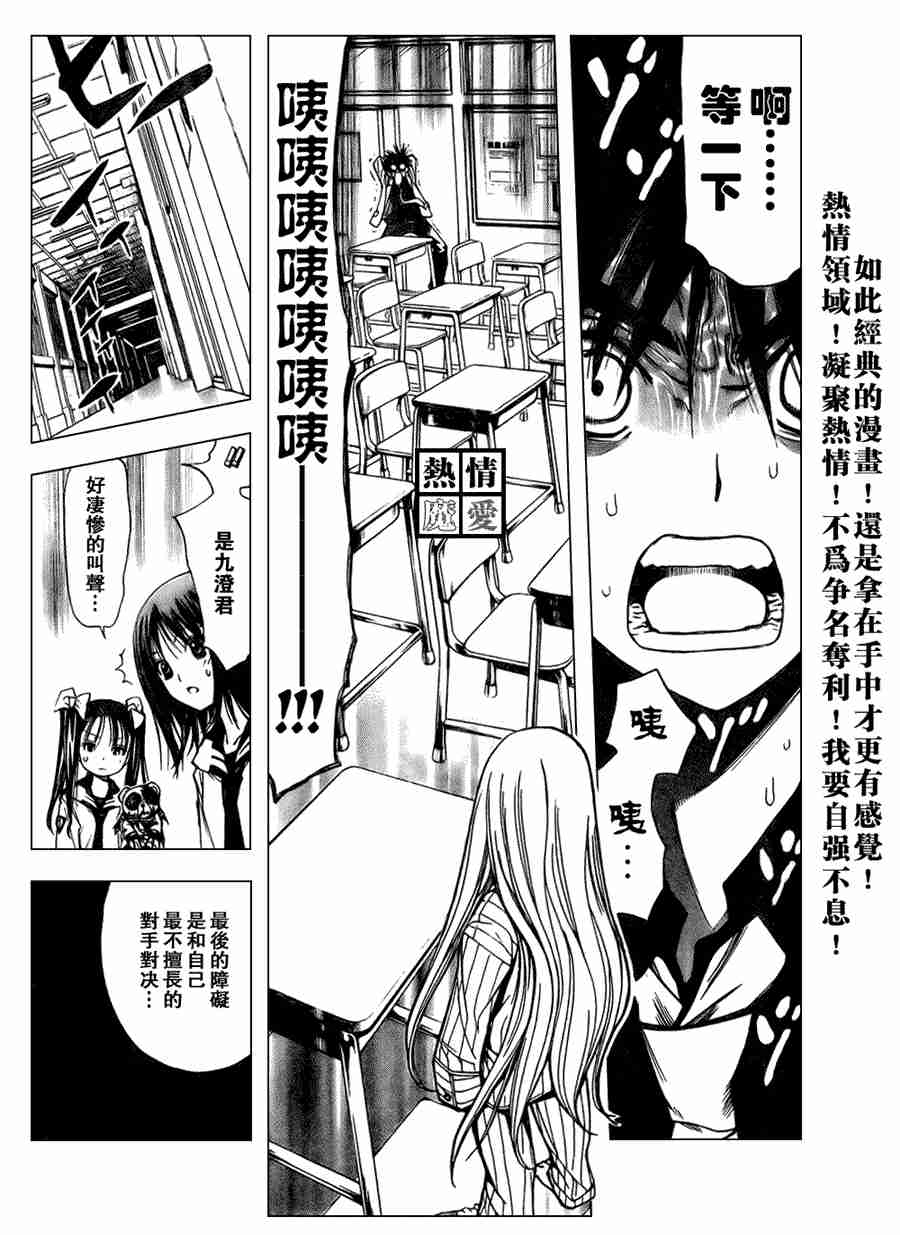 如此經典的漫畫！還是拿在手中才更有感覺！
熱情領域！凝聚熱情！不爲争名奪利！我要自强不息！
啊……
等一下
咦
咦…
咦咦咦咦咦咦咦——!!!
熱情
魔愛
ビ
!!
是九澄君
好凄慘的叫聲…
最後的障礙
是和自己
最不擅長的
對手對决…